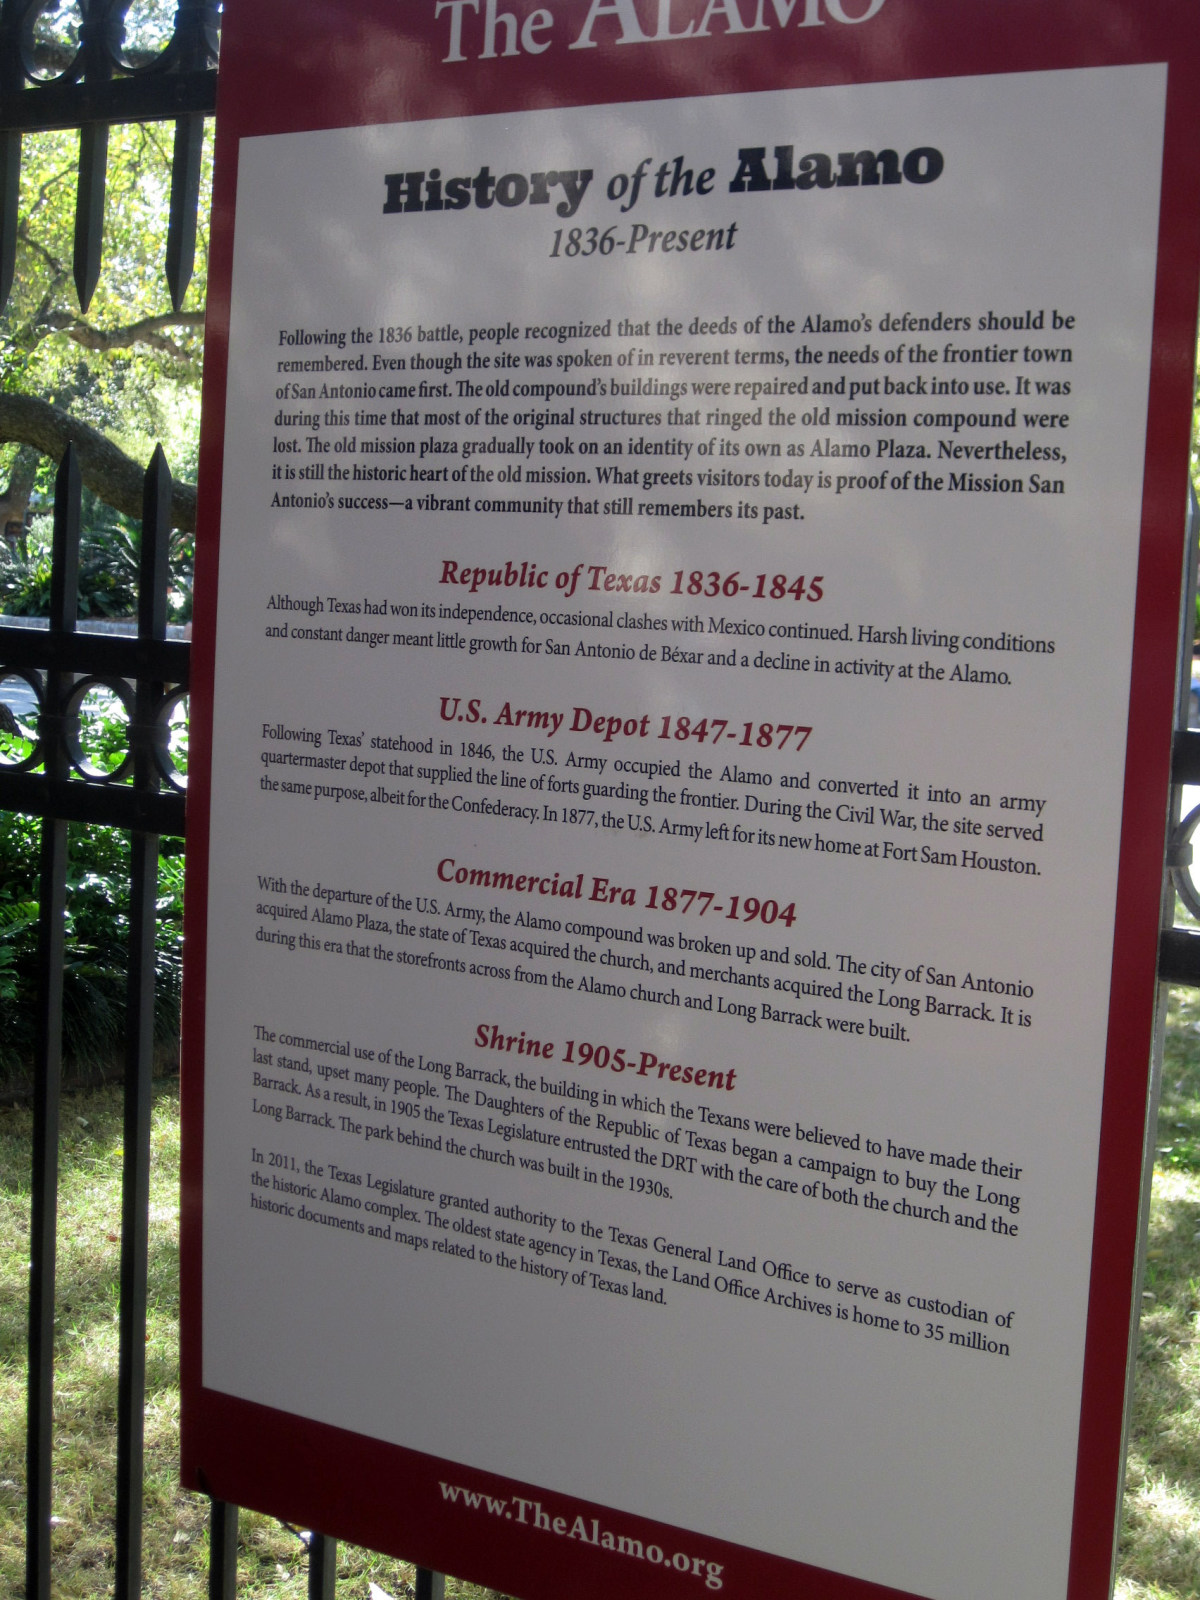 The ALAMO
History of the Alamo
1836-Present
Following the 1836 battle, people recognized that the deeds of the Alamo's defenders should be
remembered. Even though the site was spoken of in reverent terms, the needs of the frontier town
of San Antonio came first. The old compound's buildings were repaired and put back into use. It was
during this time that most of the original structures that ringed the old mission compound were
lost. The old mission plaza gradually took on an identity of its own as Alamo Plaza. Nevertheless,
it is still the historic heart of the old mission. What greets visitors today is proof of the Mission San
Antonio's success—a vibrant community that still remembers its past.
Republic of Texas 1836-1845
Although Texas had won its independence, occasional clashes with Mexico continued. Harsh living conditions
and constant danger meant little growth for San Antonio de Béxar and a decline in activity at the Alamo.
U.S. Army Depot 1847-1877
Following Texas' statehood in 1846, the U.S. Army occupied the Alamo and converted it into an army
quartermaster depot that supplied the line of forts guarding the frontier. During the Civil War, the site served
the same purpose, albeit for the Confederacy. In 1877, the U.S. Army left for its new home at Fort Sam Houston.
Commercial Era 1877-1904
With the departure of the U.S. Army, the Alamo compound was broken up and sold. The city of San Antonio
acquired Alamo Plaza, the state of Texas acquired the church, and merchants acquired the Long Barrack. It is
during this era that the storefronts across from the Alamo church and Long Barrack were built.
Shrine 1905-Present
The commercial use of the Long Barrack, the building in which the Texans were believed to have made their
last stand, upset many people. The Daughters of the Republic of Texas began a campaign to buy the Long
Barrack. As a result, in 1905 the Texas Legislature entrusted the DRT with the care of both the church and the
Long Barrack. The park behind the church was built in the 1930s.
In 2011, the Texas Legislature granted authority to the Texas General Land Office to serve as custodian of
the historic Alamo complex. The oldest state agency in Texas, the Land Office Archives is home to 35 million
historic documents and maps related to the history of Texas land.
www.TheAlamo.org